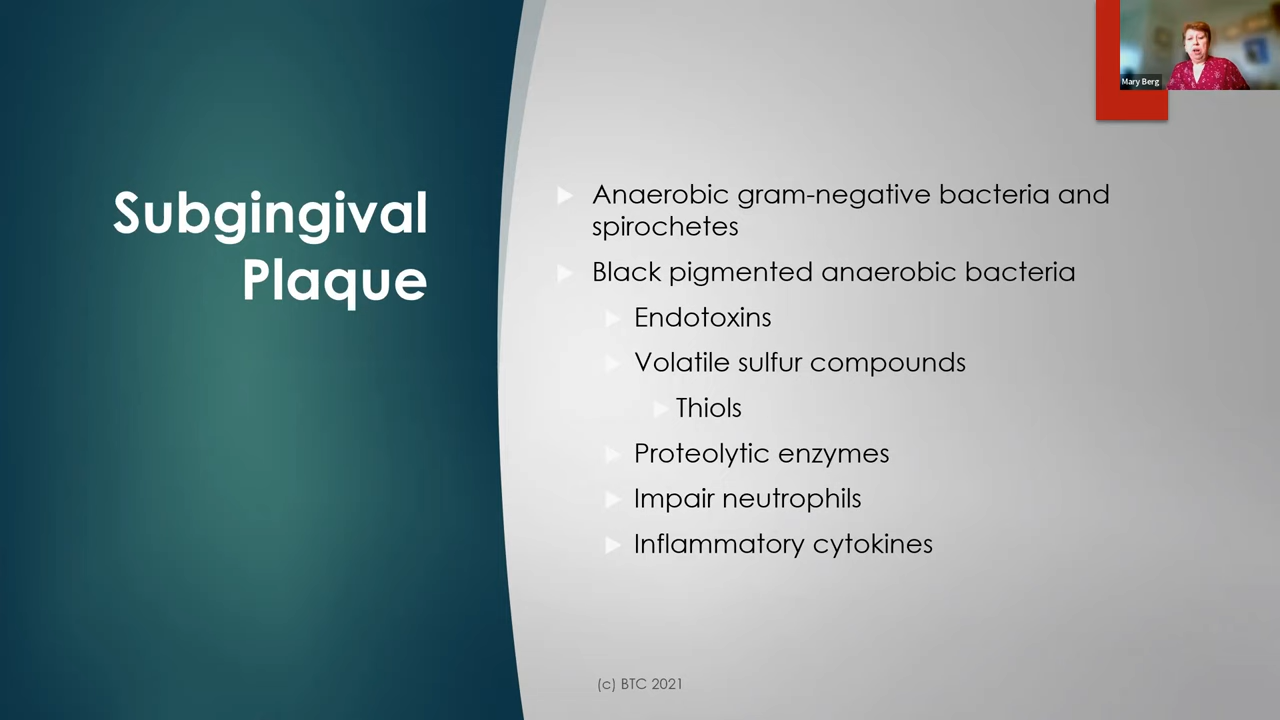 Subgingival
Plaque
Anaerobic gram-negative bacteria and
spirochetes
Black pigmented anaerobic bacteria
Endotoxins
Volatile sulfur compounds
Thiols
Proteolytic enzymes
Impair neutrophils
Inflammatory cytokines
(c) BTC 2021
Mary Berg